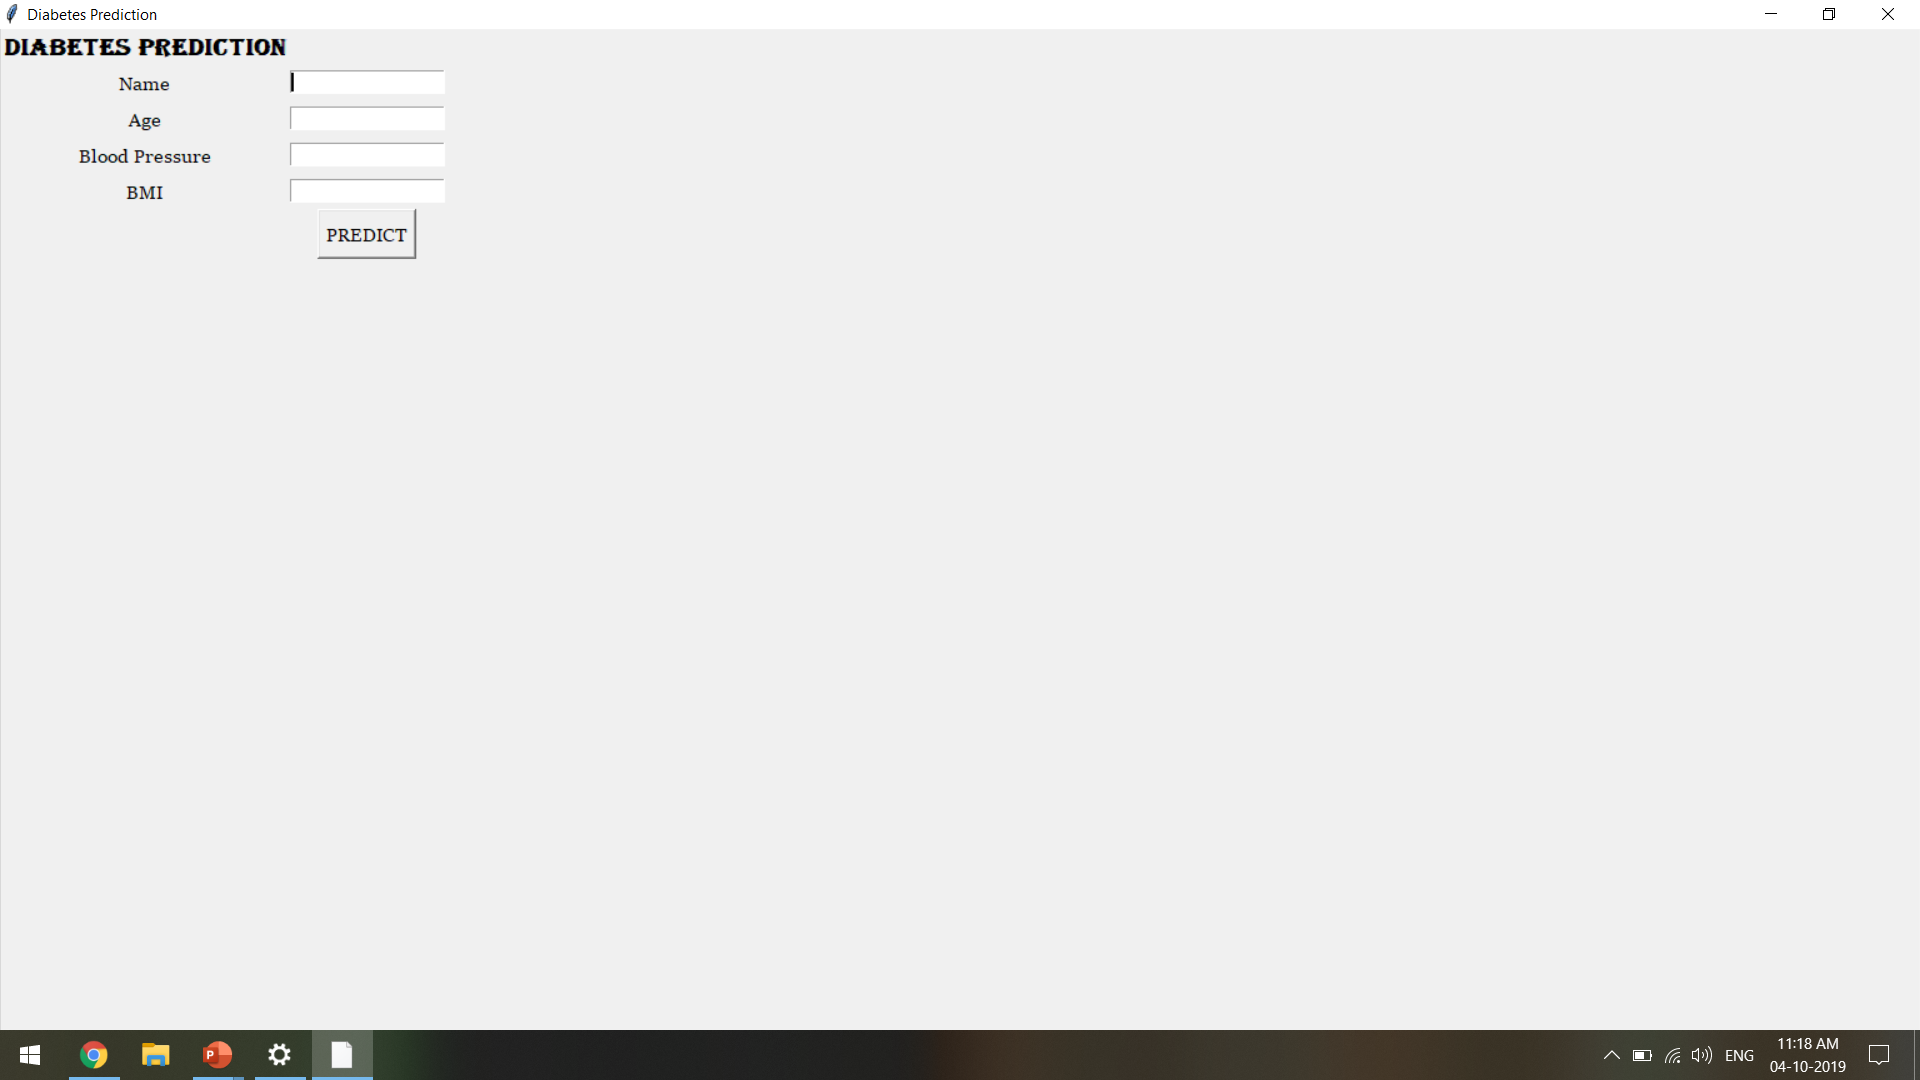 Diabetes Prediction
DIABETES PREDICTION
Name
Age
Blood Pressure
BMI
PREDICT
P
ENG
11:18 AM
04-10-2019